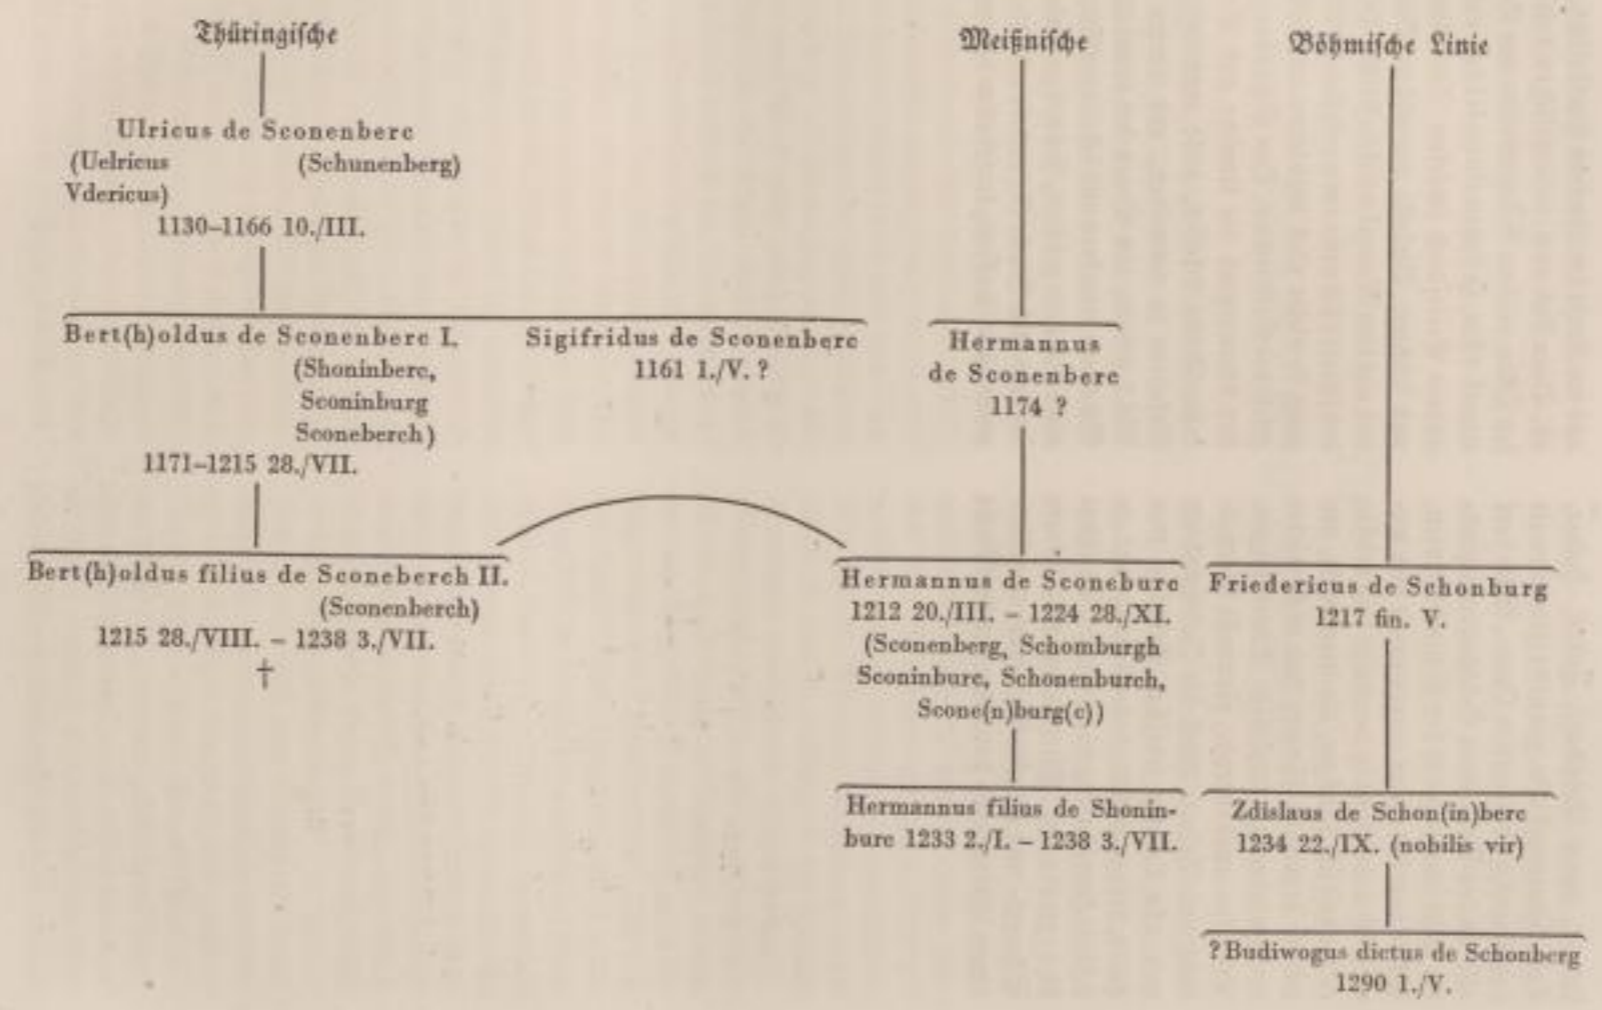 Thüringische
Ulricus de Sconenberc
(Uelricus (Schunenberg)
Vdericus)
1130–1166 10./III.
Bert(h)oldus de Sconenberc I.
(Shoninberc,
Sconinburg
Sconeberch)
1171–1215 28./VII.
Sigifridus de Sconenberc
1161 1./V. ?
Bert(h)oldus filius de Sconeberch II.
(Sconenberch)
1215 28./VIII. – 1238 3./VII.
†
Meißnische
Hermannus
de Sconenberc
1174 ?
Hermannus de Sconeburc
1212 20./III. – 1224 28./XI.
(Sconenberg, Schomburgh
Sconinburc, Schonenburch,
Scone(n)burg(c))
Hermannus filius de Shonin-
burc 1233 2./I. – 1238 3./VII.
Böhmische Linie
Friedericus de Schonburg
1217 fin. V.
Zdislaus de Schon(in)berc
1234 22./IX. (nobilis vir)
? Budiwogus dictus de Schonberg
1290 1./V.